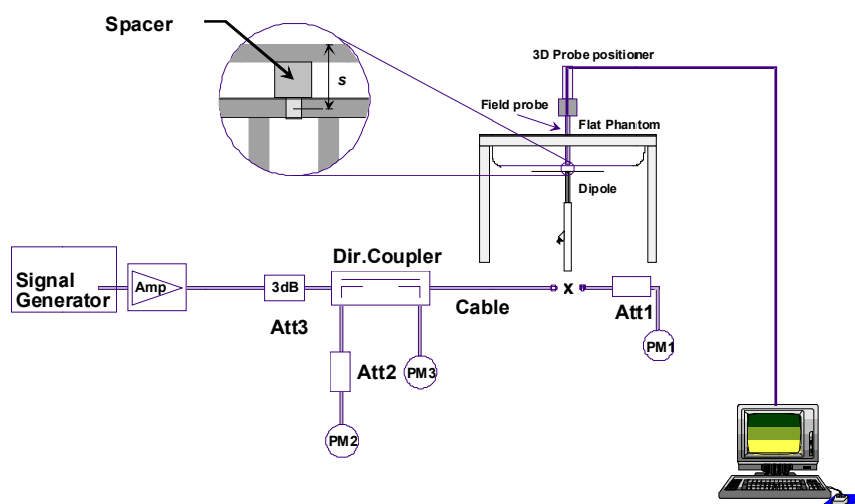 Spacer
s
3D Probe positioner
Field probe
Flat Phantom
Dipole
Signal
Generator
Amp
3dB
Att3
Dir.Coupler
Cable
x
Att1
PM1
Att2
PM3
PM2